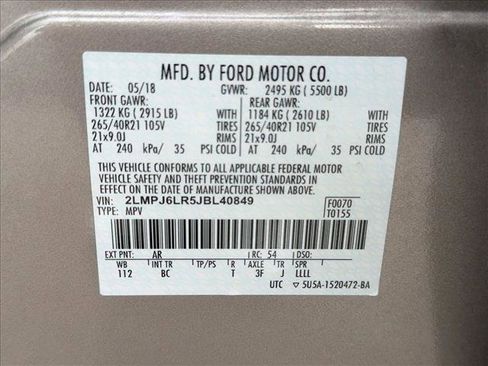 MFD. BY FORD MOTOR CO.
DATE: 05/18 GVWR: 2495 KG ( 5500 LB)
FRONT GAWR: REAR GAWR:
1322 KG ( 2915 LB) WITH 1184 KG ( 2610 LB) WITH
265/40R21 105V TIRES 265/40R21 105V TIRES
21x9.0J RIMS 21x9.0J RIMS
AT 240 kPa/ 35 PSI COLD AT 240 kPa/ 35 PSI COLD
THIS VEHICLE CONFORMS TO ALL APPLICABLE FEDERAL MOTOR
VEHICLE SAFETY AND THEFT PREVENTION STANDARDS IN
EFFECT ON THE DATE OF MANUFACTURE SHOWN ABOVE.
VIN: 2LMPJ6LR5JBL40849 F0070
TYPE: MPV T0155
EXT PNT: AR RC: 54 DSO:
WB INT TR TP/PS R AXLE TR SPR
112 BC T 3F J LLLL
UTC 5U5A-1520472-BA